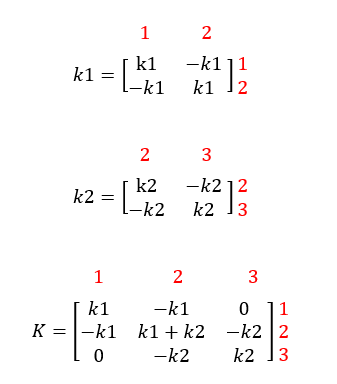 1 2
k1 = [ k1 −k1 ] 1
[ −k1 k1 ] 2
2 3
k2 = [ k2 −k2 ] 2
[ −k2 k2 ] 3
1 2 3
[ k1 −k1 0 ] 1
K = [ −k1 k1 + k2 −k2 ] 2
[ 0 −k2 k2 ] 3